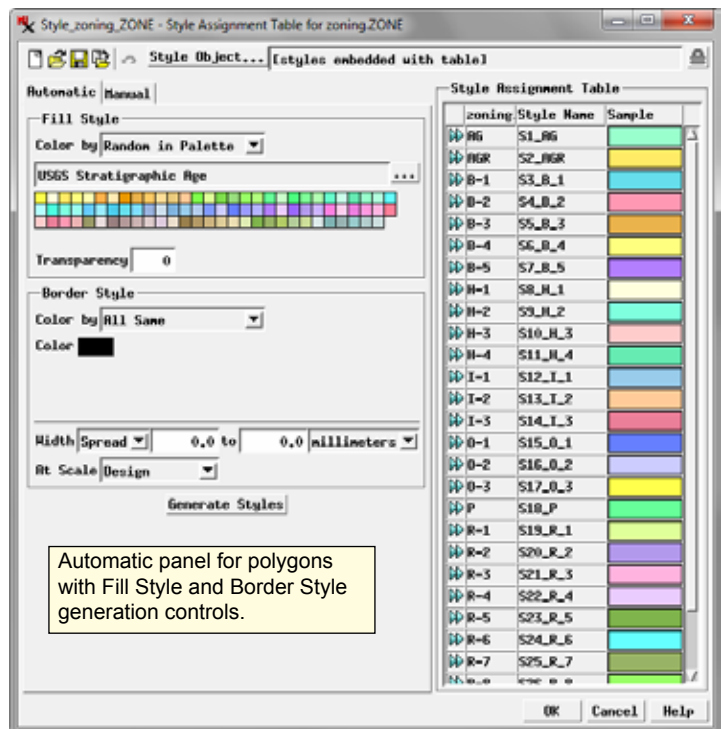 Style_zoning_ZONE - Style Assignment Table for zoning.ZONE
Style Object... [styles embedded with table]
Automatic Manual
Fill Style
Color by Random in Palette
USGS Stratigraphic Age ...
Transparency 0
Border Style
Color by All Same
Color
Width Spread 0.0 to 0.0 millimeters
At Scale Design
Generate Styles
Automatic panel for polygons
with Fill Style and Border Style
generation controls.
Style Assignment Table
zoning. Style Name Sample
AG S1_AG
AGR S2_AGR
B-1 S3_B_1
B-2 S4_B_2
B-3 S5_B_3
B-4 S6_B_4
B-5 S7_B_5
H-1 S8_H_1
H-2 S9_H_2
H-3 S10_H_3
H-4 S11_H_4
I-1 S12_I_1
I-2 S13_I_2
I-3 S14_I_3
O-1 S15_O_1
O-2 S16_O_2
O-3 S17_O_3
P S18_P
R-1 S19_R_1
R-2 S20_R_2
R-3 S21_R_3
R-4 S22_R_4
R-5 S23_R_5
R-6 S24_R_6
R-7 S25_R_7
OK Cancel Help